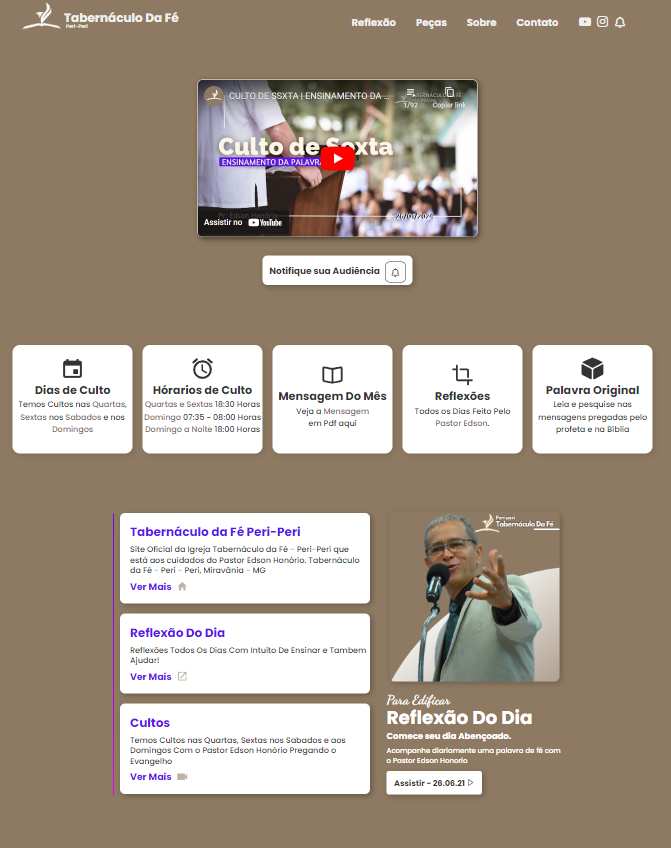 Tabernáculo Da Fé
Peri-Peri
Reflexão Peças Sobre Contato
CULTO DE SSXTA | ENSINAMENTO DA ...
1/92 Copiar link
Culto de Sexta
ENSINAMENTO DA PALAVRA
Pr: Edson Honório
Assistir no YouTube
Notifique sua Audiência
Dias de Culto
Temos Cultas nas Quartas,
Sextas nos Sabados e nos
Domingos
Hórarios de Culto
Quartas e Sextas 18:30 Horas
Domingo 07:35 - 08:00 Horas
Domingo a Noite 18:00 Horas
Mensagem Do Mês
Veja a Mensagem
em Pdf aqui
Reflexões
Todos os Dias Feito Pelo
Pastor Edson.
Palavra Original
Leia e pesquise nas
mensagens pregadas pelo
profeta e na Bíblia
Tabernáculo da Fé Peri-Peri
Site Oficial da Igreja Tabernáculo da Fé - Peri-Peri que
está aos cuidados do Pastor Edson Honório. Tabernáculo
da Fé - Peri - Peri, Miravânia - MG
Ver Mais
Reflexão Do Dia
Reflexões Todos Os Dias Com Intuito De Ensinar e Tambem
Ajudar!
Ver Mais
Cultos
Temos Cultos nas Quartas, Sextas nos Sabados e aos
Domingos Com o Pastor Edson Honório Pregando o
Evangelho
Ver Mais
Peri-peri
Tabernáculo Da Fé
Para Edificar
Reflexão Do Dia
Comece seu dia Abençoado.
Acompanhe diariamente uma palavra de fé com
o Pastor Edson Honorio
Assistir - 26.06.21